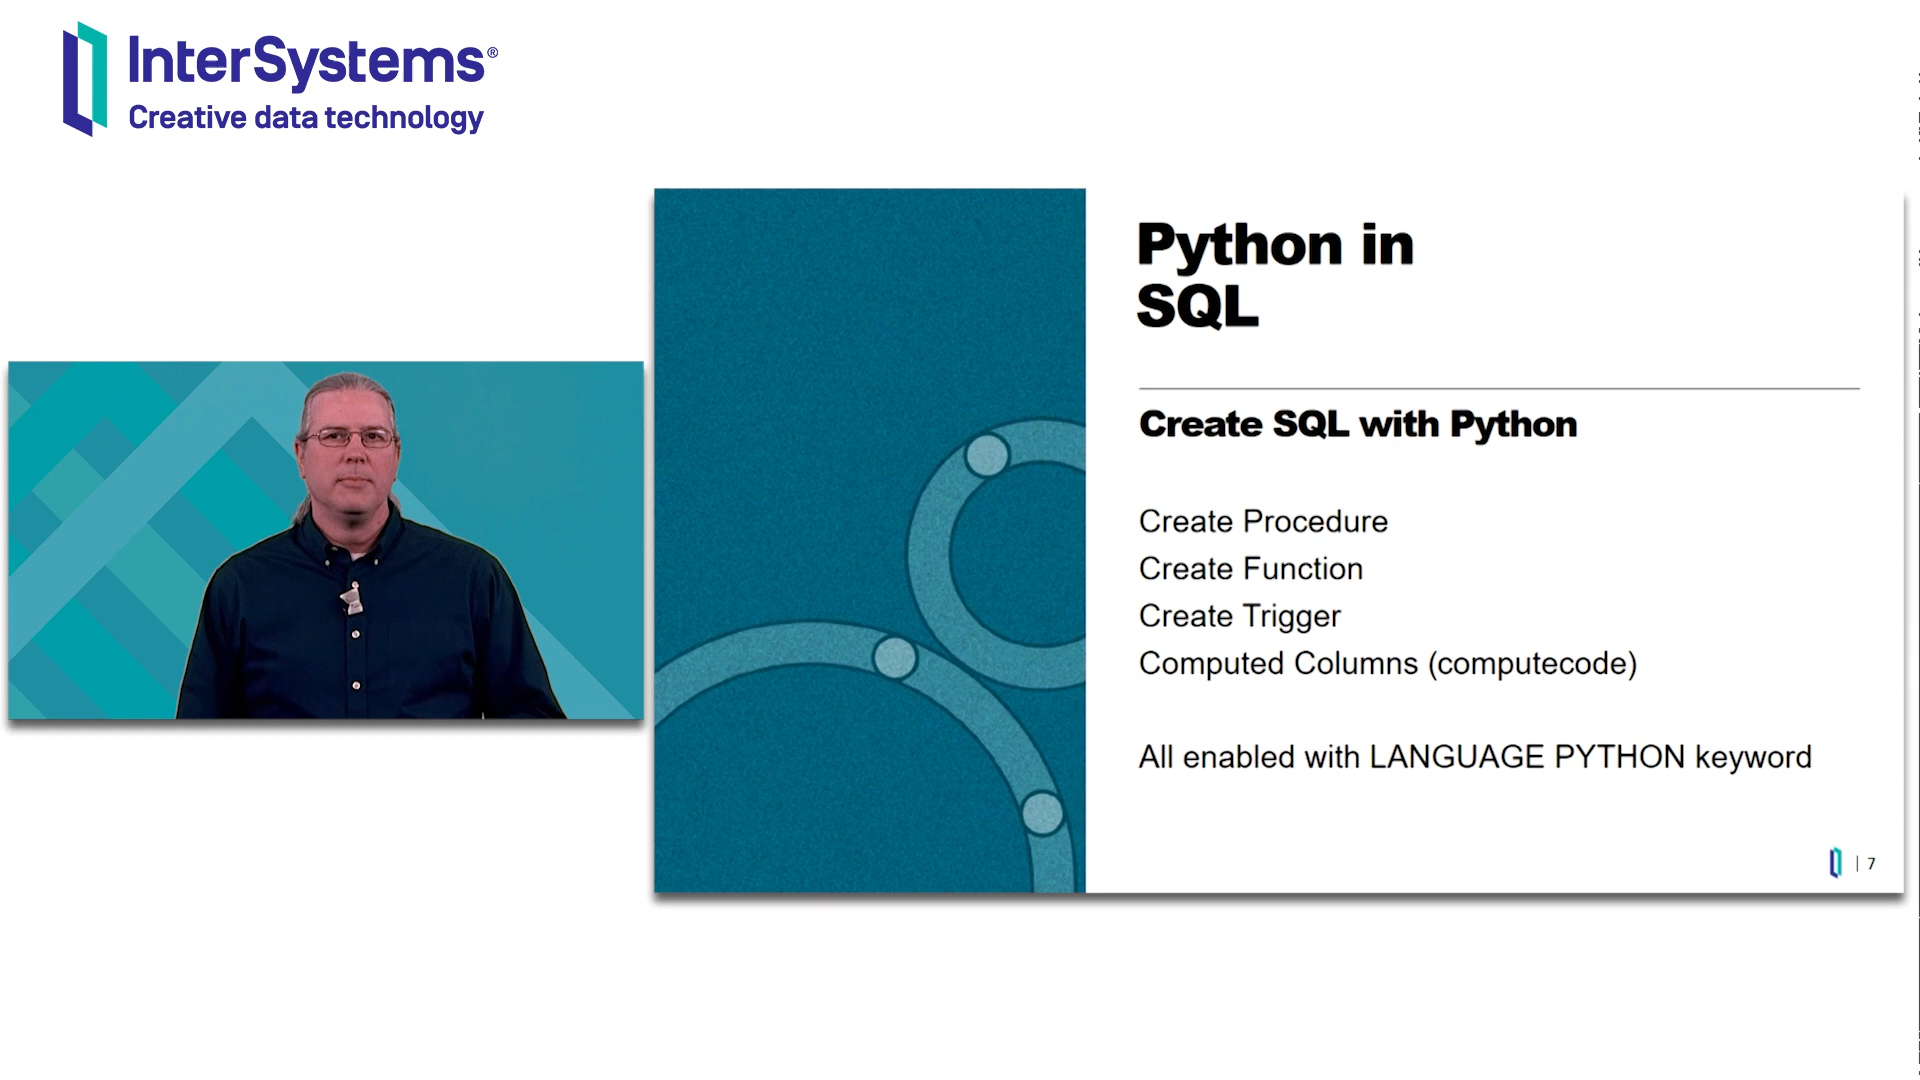 InterSystems®
Creative data technology
Python in
SQL
Create SQL with Python
Create Procedure
Create Function
Create Trigger
Computed Columns (computecode)
All enabled with LANGUAGE PYTHON keyword
| 7